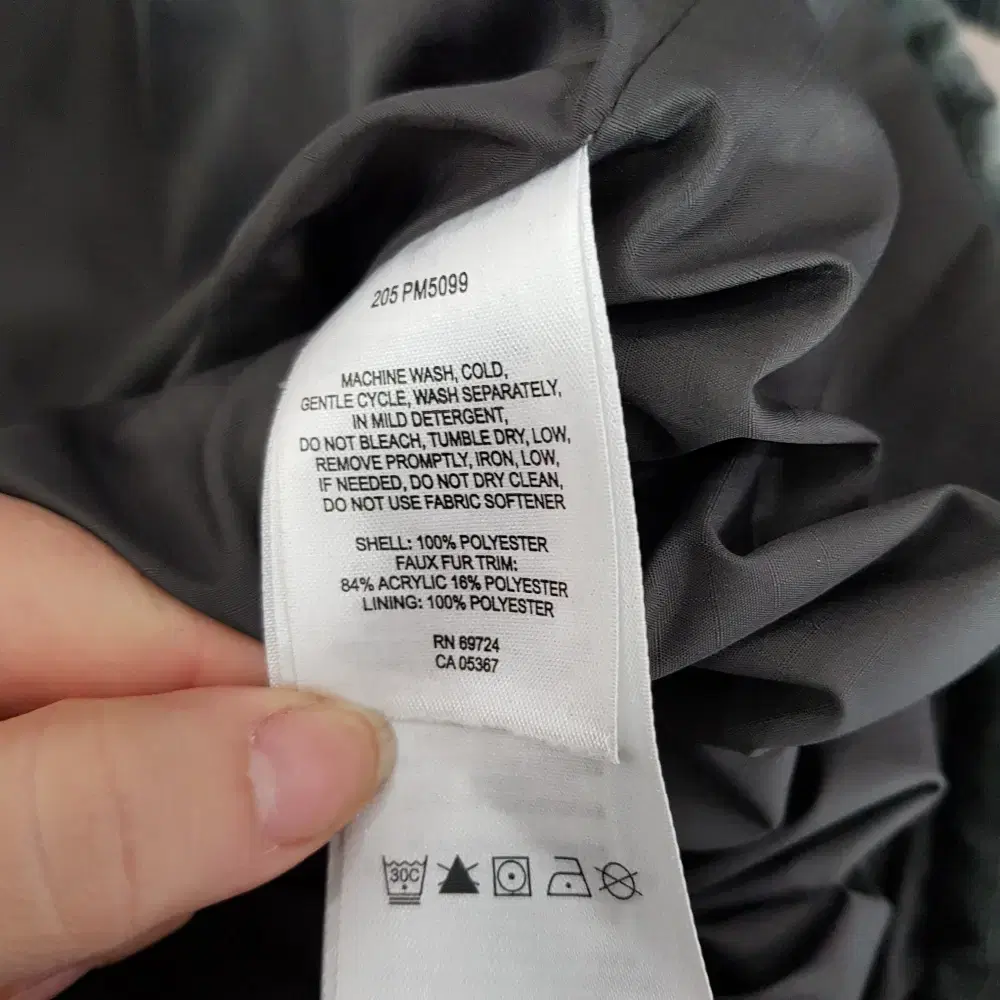 205 PM5099
MACHINE WASH, COLD,
GENTLE CYCLE, WASH SEPARATELY,
IN MILD DETERGENT,
DO NOT BLEACH, TUMBLE DRY, LOW,
REMOVE PROMPTLY, IRON, LOW,
IF NEEDED, DO NOT DRY CLEAN,
DO NOT USE FABRIC SOFTENER
SHELL: 100% POLYESTER
FAUX FUR TRIM:
84% ACRYLIC 16% POLYESTER
LINING: 100% POLYESTER
RN 69724
CA 05367
30C